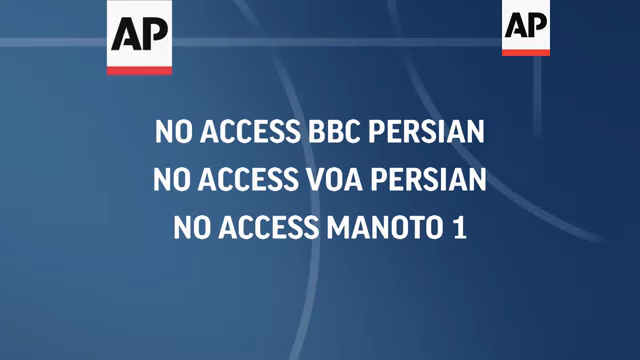 AP
AP
NO ACCESS BBC PERSIAN
NO ACCESS VOA PERSIAN
NO ACCESS MANOTO 1